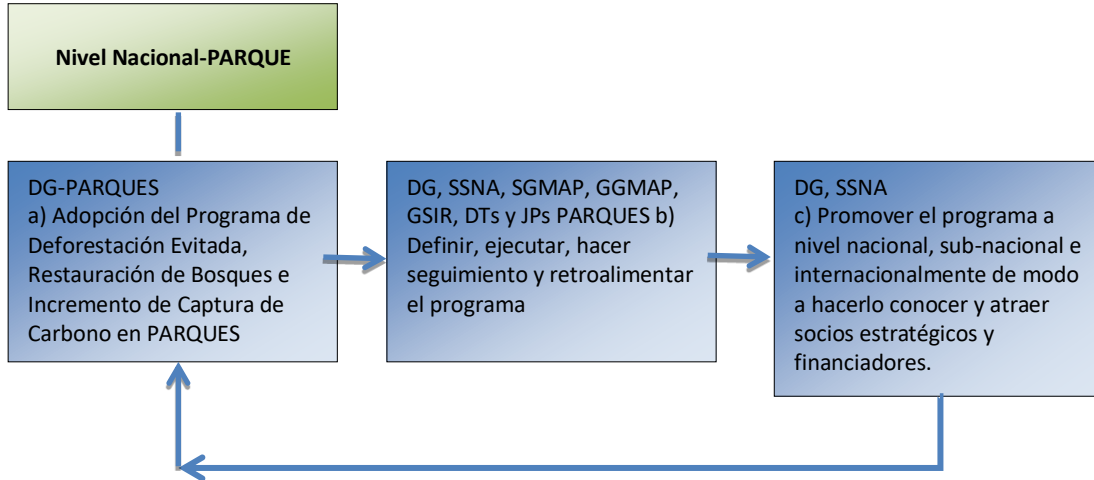 Nivel Nacional-PARQUE
DG-PARQUES
a) Adopción del Programa de
Deforestación Evitada,
Restauración de Bosques e
Incremento de Captura de
Carbono en PARQUES
DG, SSNA, SGMAP, GGMAP,
GSIR, DTs y JPs PARQUES b)
Definir, ejecutar, hacer
seguimiento y retroalimentar
el programa
DG, SSNA
c) Promover el programa a
nivel nacional, sub-nacional e
internacionalmente de modo
a hacerlo conocer y atraer
socios estratégicos y
financiadores.